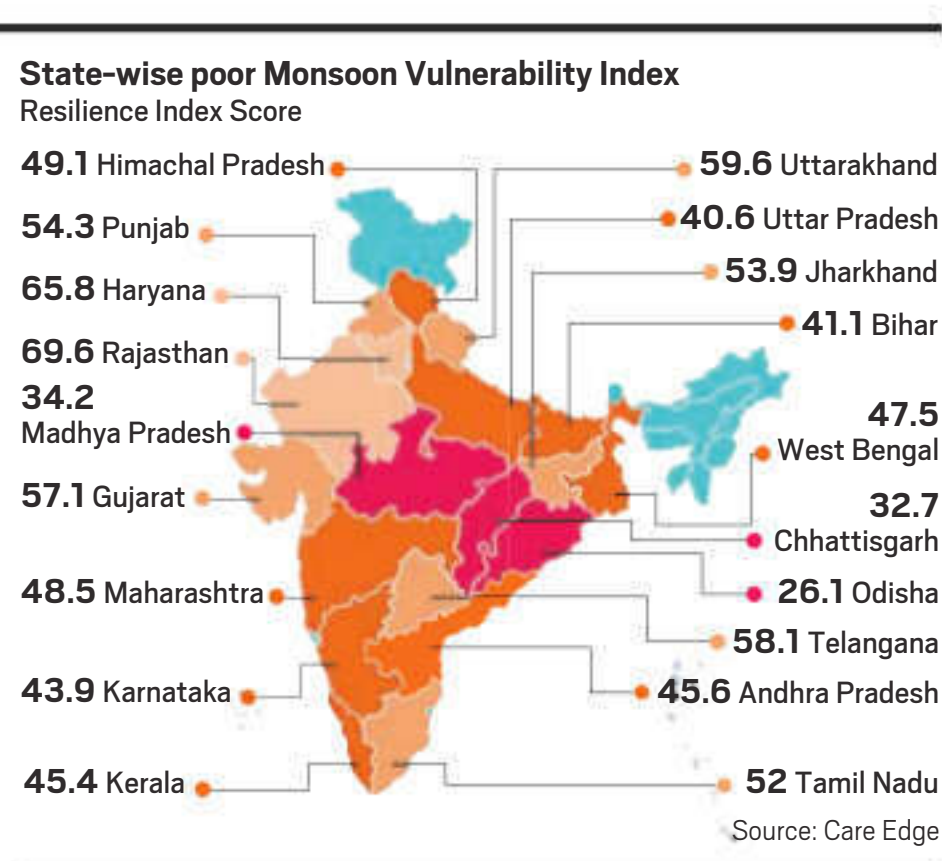 State-wise poor Monsoon Vulnerability Index
Resilience Index Score
49.1 Himachal Pradesh
54.3 Punjab
65.8 Haryana
69.6 Rajasthan
34.2
Madhya Pradesh
57.1 Gujarat
48.5 Maharashtra
43.9 Karnataka
45.4 Kerala
59.6 Uttarakhand
40.6 Uttar Pradesh
53.9 Jharkhand
41.1 Bihar
47.5
West Bengal
32.7
Chhattisgarh
26.1 Odisha
58.1 Telangana
45.6 Andhra Pradesh
52 Tamil Nadu
Source: Care Edge